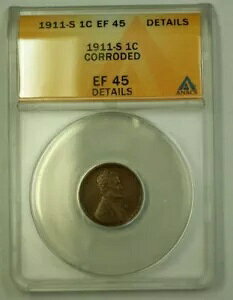 1911-S 1C EF 45 DETAILS
1911-S 1C
CORRODED
EF 45
DETAILS
ANACS